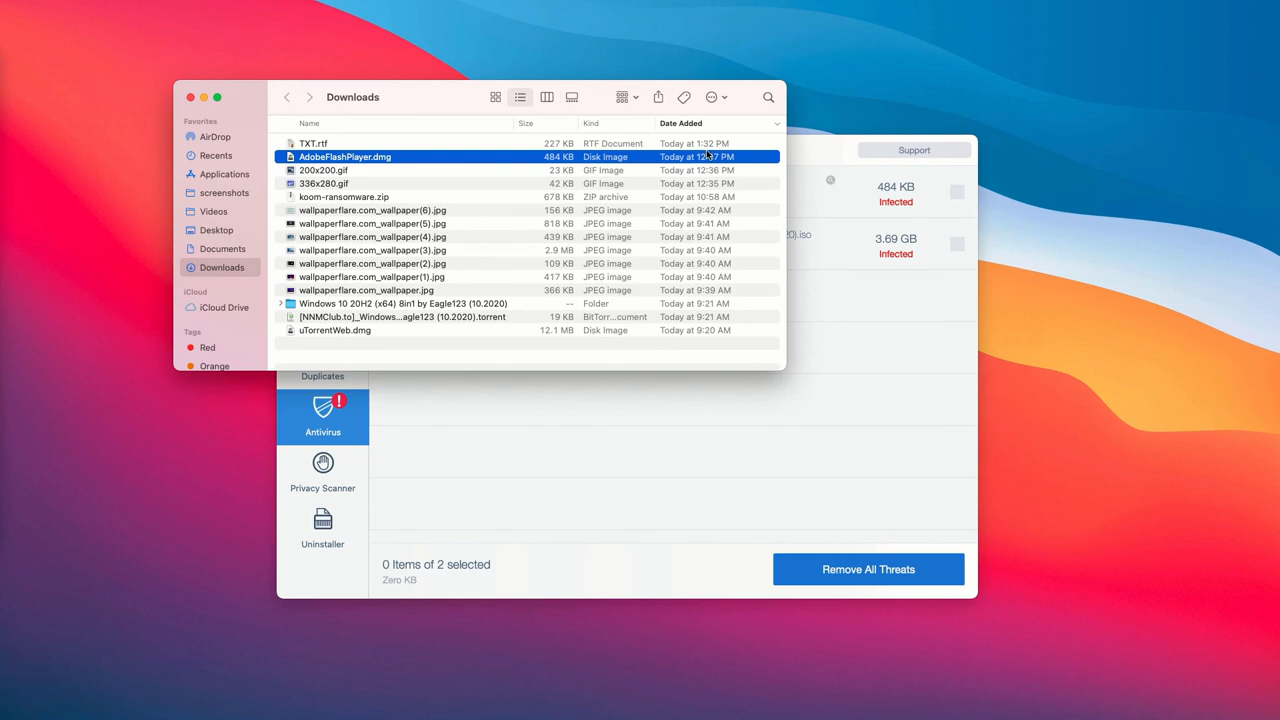 Downloads
Favorites
AirDrop
Recents
Applications
screenshots
Videos
Desktop
Documents
Downloads
iCloud
iCloud Drive
Tags
Red
Orange
Name Size Kind Date Added
TXT.rtf 227 KB RTF Document Today at 1:32 PM
AdobeFlashPlayer.dmg 484 KB Disk Image Today at PM
200x200.gif 23 KB GIF Image Today at 12:36 PM
336x280.gif 42 KB GIF Image Today at 12:35 PM
koom-ransomware.zip 678 KB ZIP archive Today at 10:58 AM
wallpaperflare.com_wallpaper(6).jpg 156 KB JPEG image Today at 9:42 AM
wallpaperflare.com_wallpaper(5).jpg 818 KB JPEG image Today at 9:41 AM
wallpaperflare.com_wallpaper(4).jpg 439 KB JPEG image Today at 9:41 AM
wallpaperflare.com_wallpaper(3).jpg 2.9 MB JPEG image Today at 9:40 AM
wallpaperflare.com_wallpaper(2).jpg 109 KB JPEG image Today at 9:40 AM
wallpaperflare.com_wallpaper(1).jpg 417 KB JPEG image Today at 9:40 AM
wallpaperflare.com_wallpaper.jpg 366 KB JPEG image Today at 9:39 AM
Windows 10 20H2 (x64) 8in1 by Eagle123 (10.2020) -- Folder Today at 9:21 AM
[NNMClub.to]_Windows...agle123 (10.2020).torrent 19 KB BitTorr...cument Today at 9:21 AM
uTorrentWeb.dmg 12.1 MB Disk Image Today at 9:20 AM
Support
484 KB
Infected
20).iso 3.69 GB
Infected
Duplicates
Antivirus
Privacy Scanner
Uninstaller
0 Items of 2 selected
Zero KB
Remove All Threats